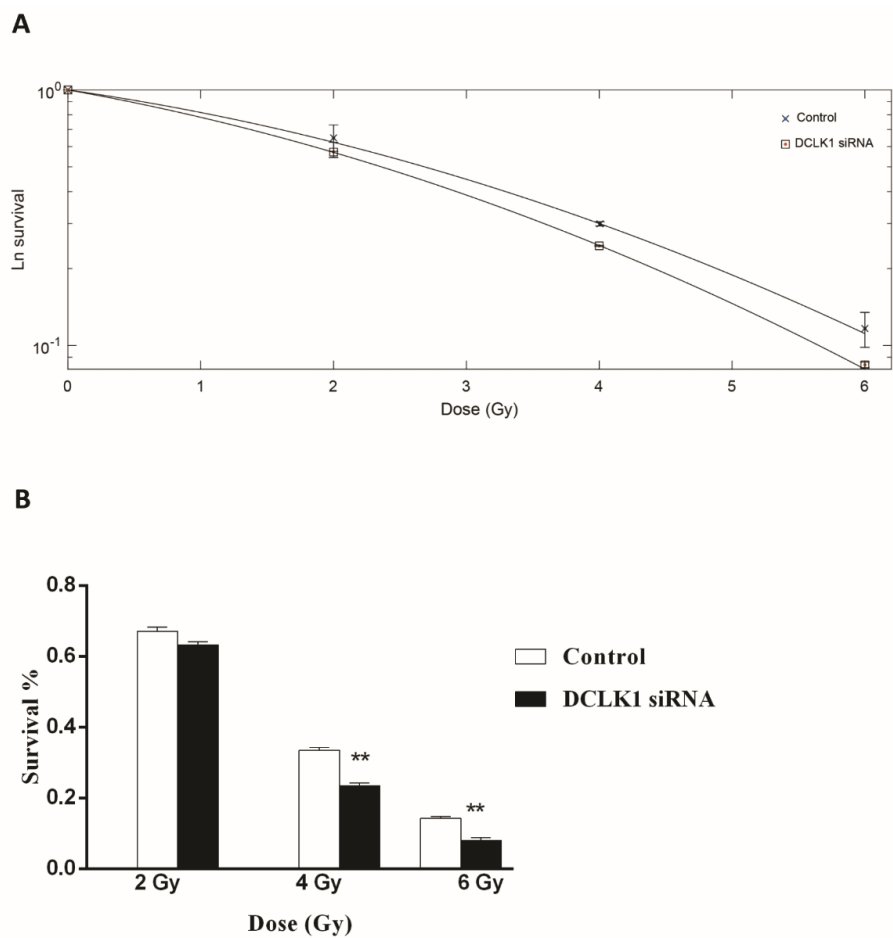 A
10⁰
Control
DCLK1 siRNA
Ln survival
10⁻¹
0 1 2 3 4 5 6
Dose (Gy)
B
0.8
0.6
0.4
0.2
0.0
Survival %
Control
DCLK1 siRNA
**
**
2 Gy 4 Gy 6 Gy
Dose (Gy)